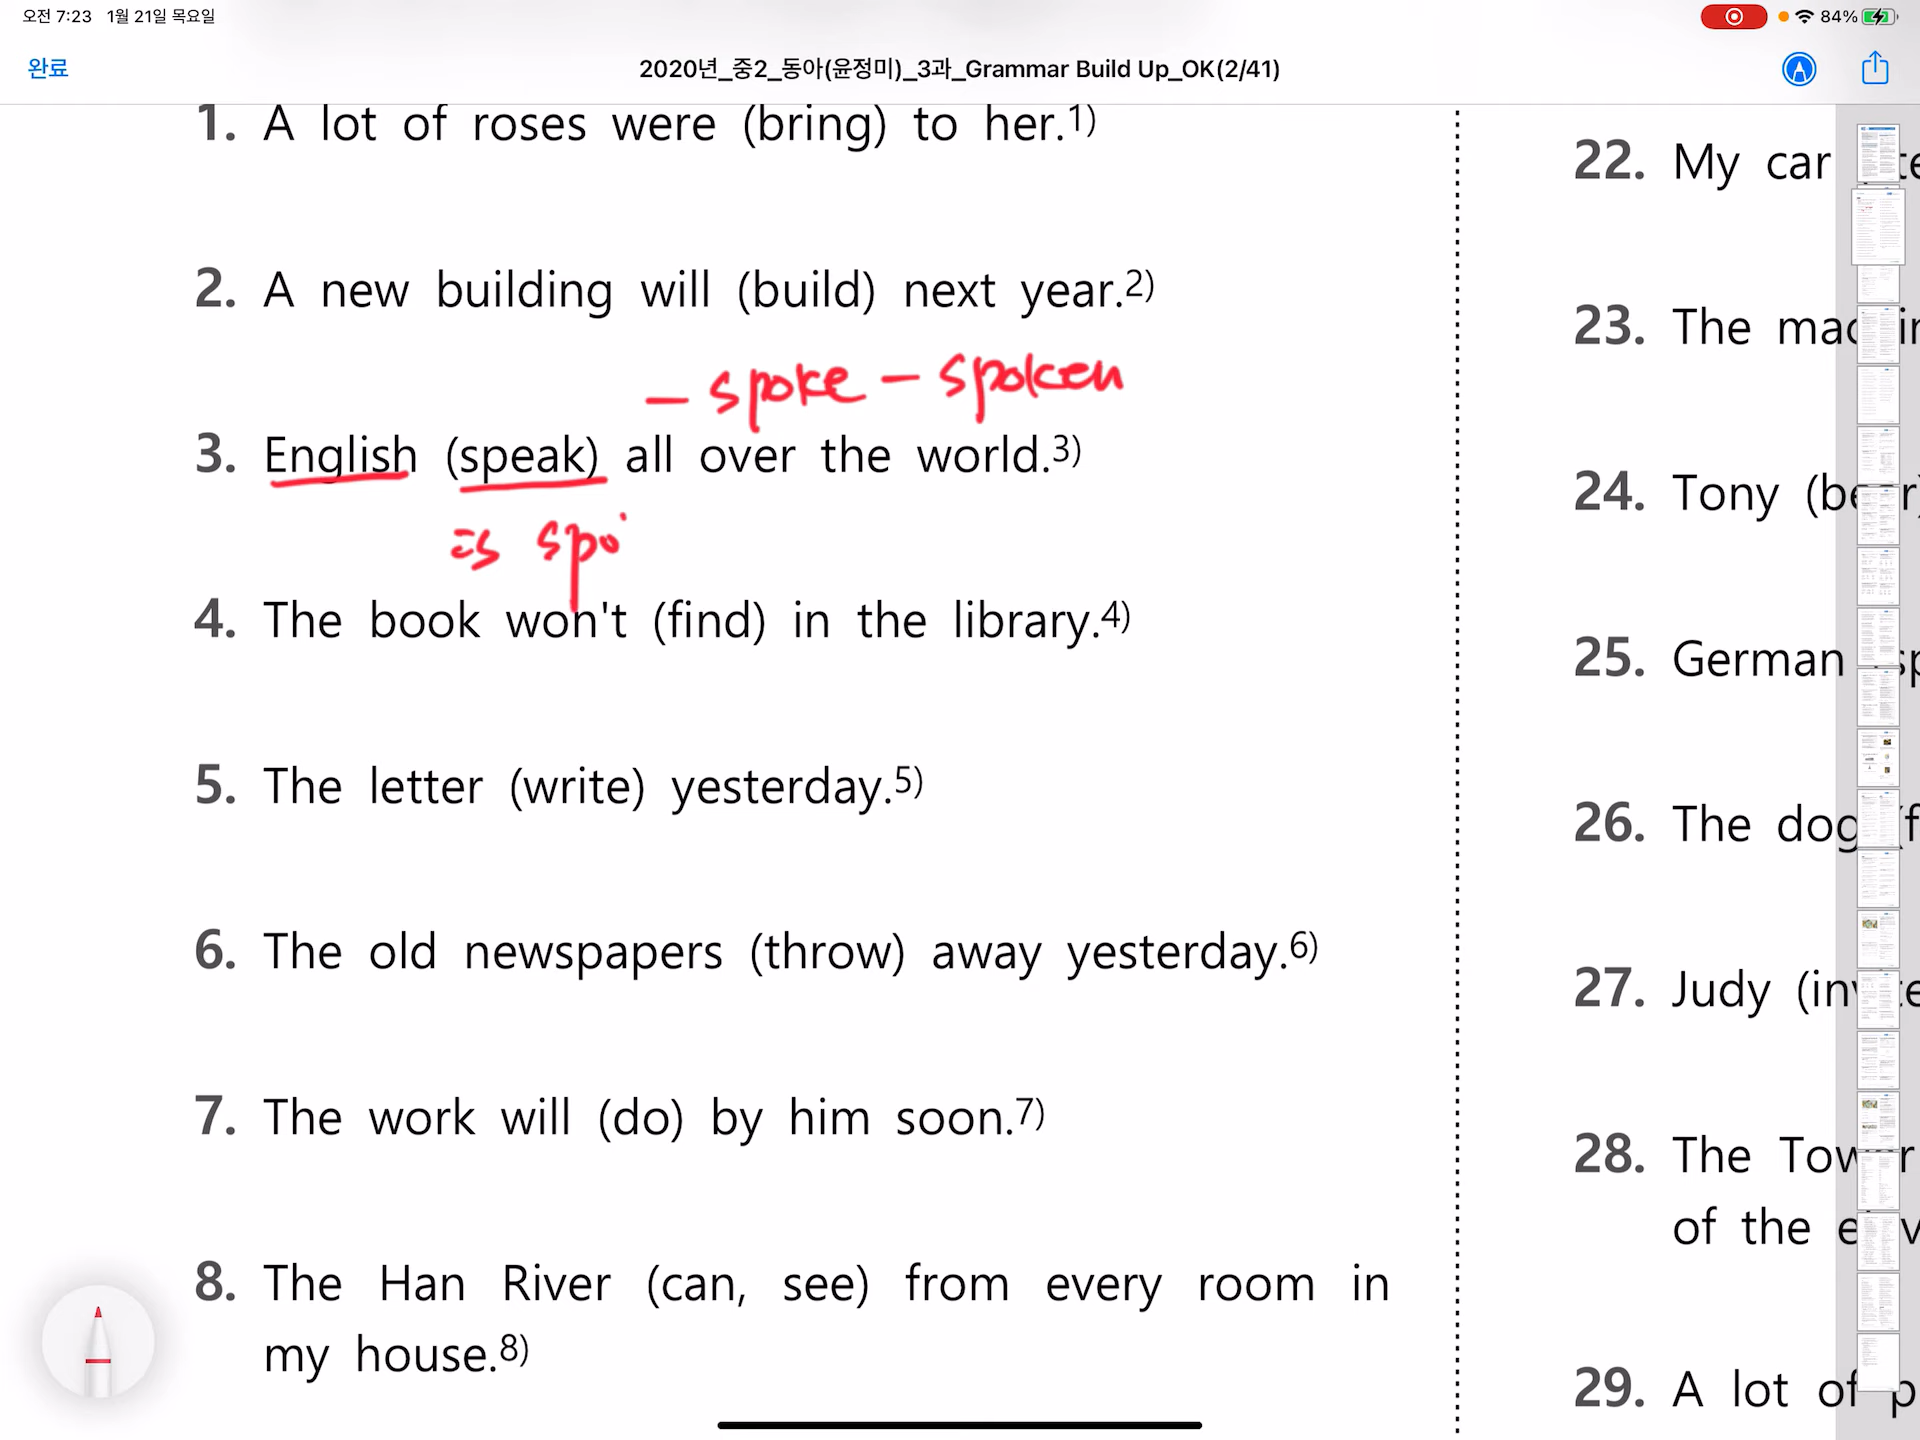 오전 7:23 1월 21일 목요일
84%
완료
2020년_중2_동아(윤정미)_3과_Grammar Build Up_OK(2/41)
1. A lot of roses were (bring) to her.1)
2. A new building will (build) next year.2)
– spoke – spoken
3. English (speak) all over the world.3)
is spo
4. The book won't (find) in the library.4)
5. The letter (write) yesterday.5)
6. The old newspapers (throw) away yesterday.6)
7. The work will (do) by him soon.7)
8. The Han River (can, see) from every room in
my house.8)
22. My car
23. The
24. Tony
25. German
26. The dog
27. Judy
28. The
of the
29. A lot of